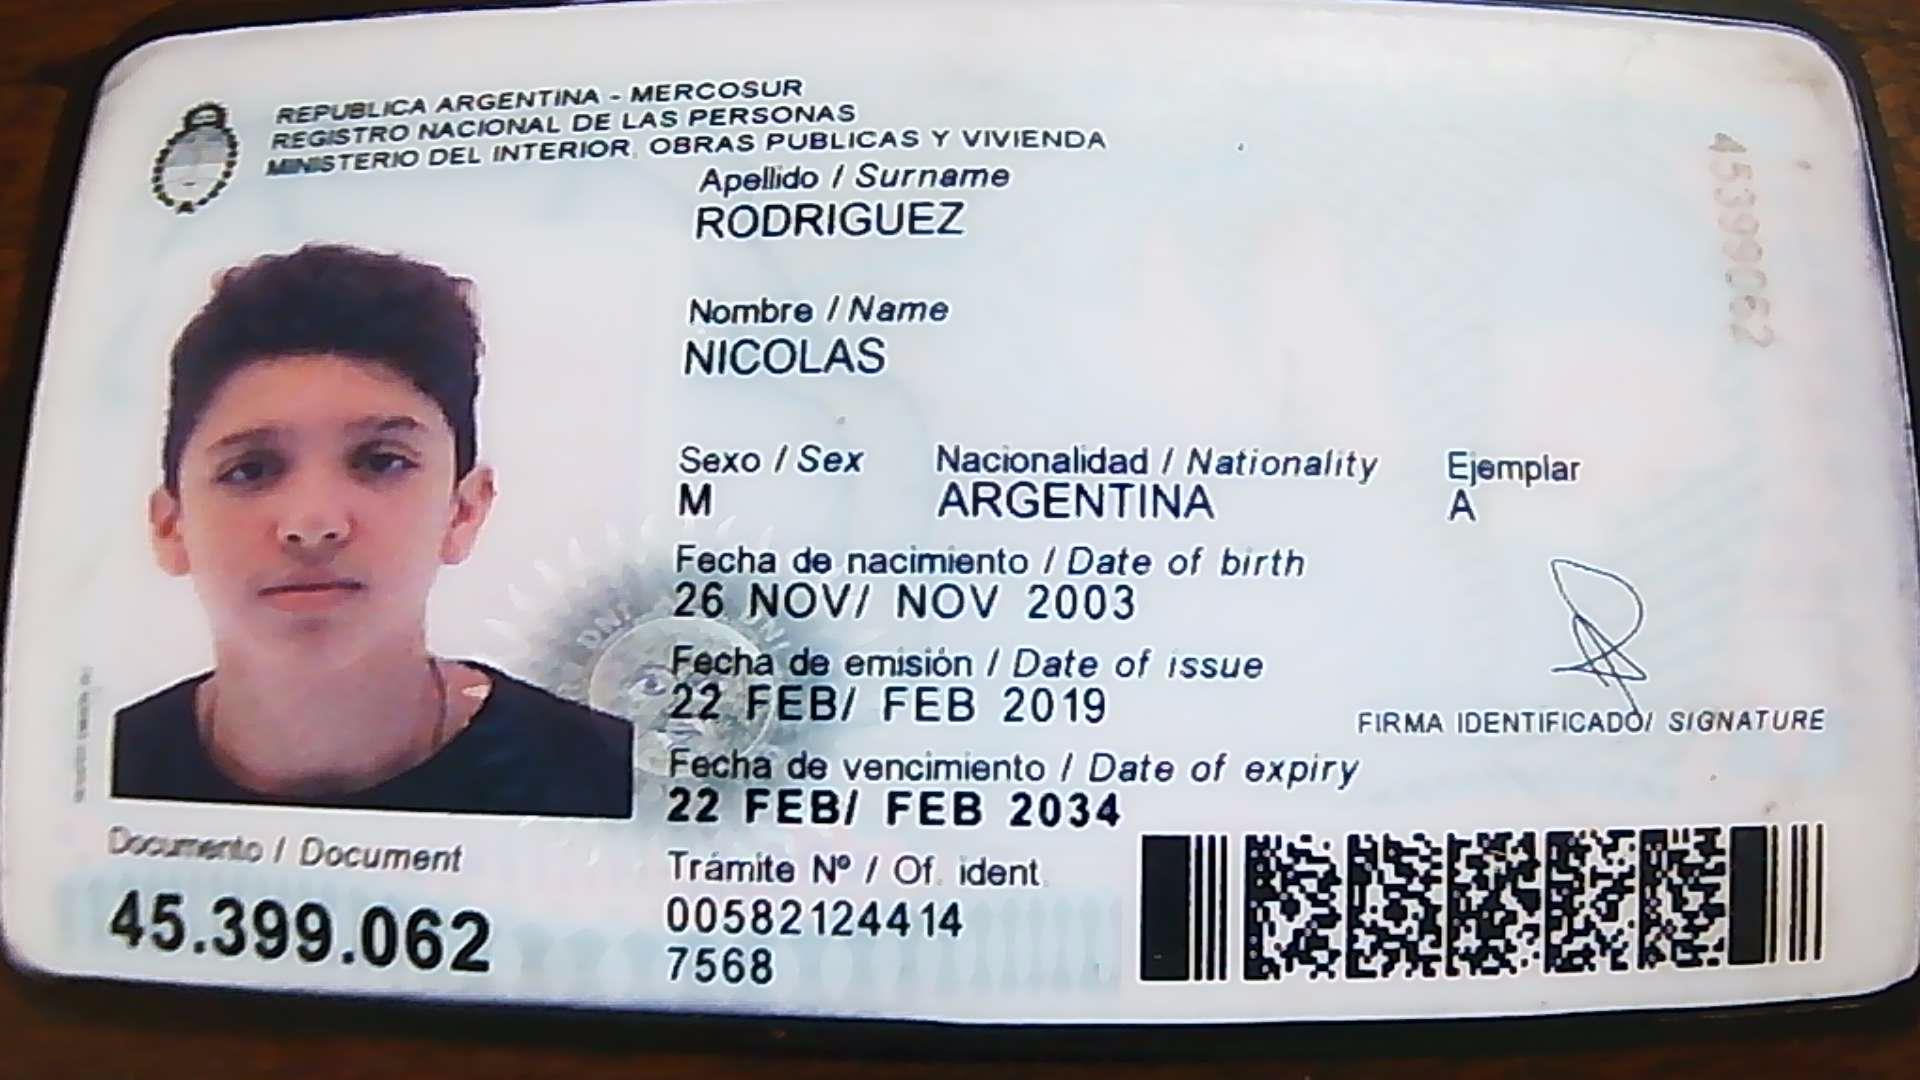 REPUBLICA ARGENTINA - MERCOSUR
REGISTRO NACIONAL DE LAS PERSONAS
MINISTERIO DEL INTERIOR, OBRAS PUBLICAS Y VIVIENDA
Apellido / Surname
RODRIGUEZ
Nombre / Name
NICOLAS
Sexo / Sex Nacionalidad / Nationality Ejemplar
M ARGENTINA A
Fecha de nacimiento / Date of birth
26 NOV/ NOV 2003
Fecha de emisión / Date of issue
22 FEB/ FEB 2019
FIRMA IDENTIFICADO/ SIGNATURE
Fecha de vencimiento / Date of expiry
22 FEB/ FEB 2034
Documento / Document
45.399.062
Trámite Nº / Of. ident.
00582124414
7568
45399062
DNI